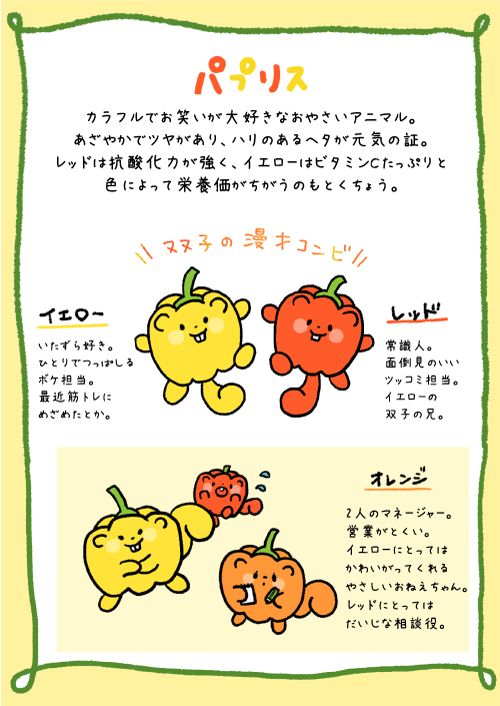 パプリス
カラフルでお笑いが大好きなおやさいアニマル。
あざやかでツヤがあり、ハリのあるヘタが元気の証。
レッドは抗酸化力が強く、イエローはビタミンCたっぷりと
色によって栄養価がちがうのもとくちょう。
双子の漫才コンビ
イエロー
いたずら好き。
ひとりでつっぱしる
ボケ担当。
最近筋トレに
めざめたとか。
レッド
常識人。
面倒見のいい
ツッコミ担当。
イエローの
双子の兄。
オレンジ
2人のマネージャー。
営業がとくい。
イエローにとっては
かわいがってくれる
やさしいおねえちゃん。
レッドにとっては
だいじな相談役。